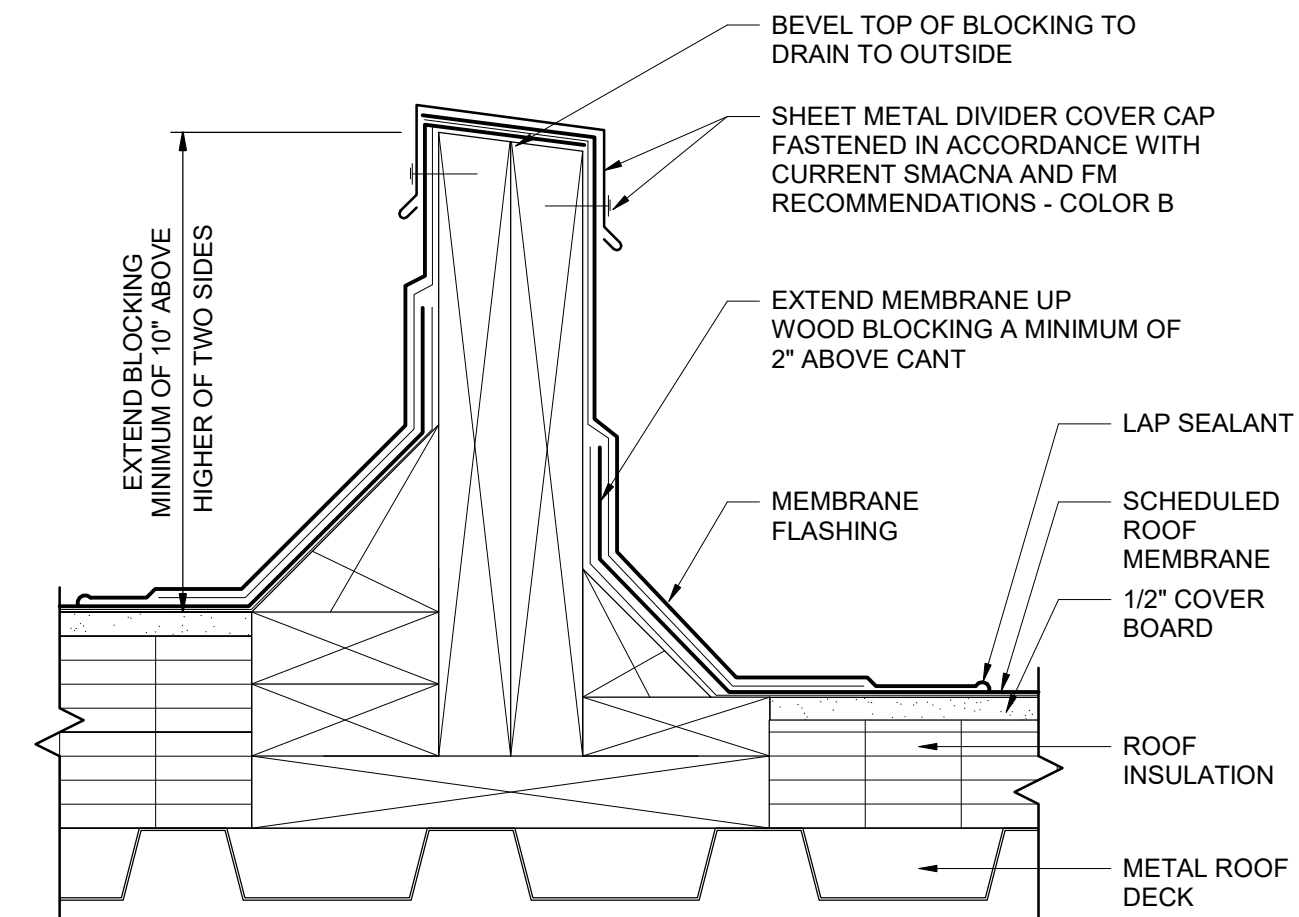 BEVEL TOP OF BLOCKING TO
DRAIN TO OUTSIDE
SHEET METAL DIVIDER COVER CAP
FASTENED IN ACCORDANCE WITH
CURRENT SMACNA AND FM
RECOMMENDATIONS - COLOR B
EXTEND BLOCKING
MINIMUM OF 10" ABOVE
HIGHER OF TWO SIDES
EXTEND MEMBRANE UP
WOOD BLOCKING A MINIMUM OF
2" ABOVE CANT
LAP SEALANT
MEMBRANE
FLASHING
SCHEDULED
ROOF
MEMBRANE
1/2" COVER
BOARD
ROOF
INSULATION
METAL ROOF
DECK